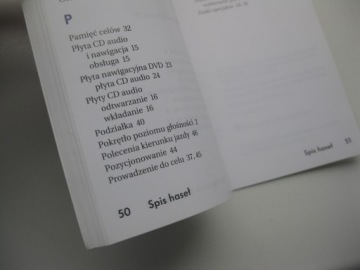 P
Pamięć celów 32
Płyta CD audio
i nawigacja 15
obsługa 15
Płyta nawigacyjna DVD 23
płyta CD audio 24
Płyty CD audio
odtwarzanie 16
wkładanie 16
Podziałka 40
Pokrętło poziomu głośności 2
Polecenia kierunku jazdy 46
Pozycjonowanie 44
Prowadzenie do celu 37, 45
50 Spis haseł
Spis haseł